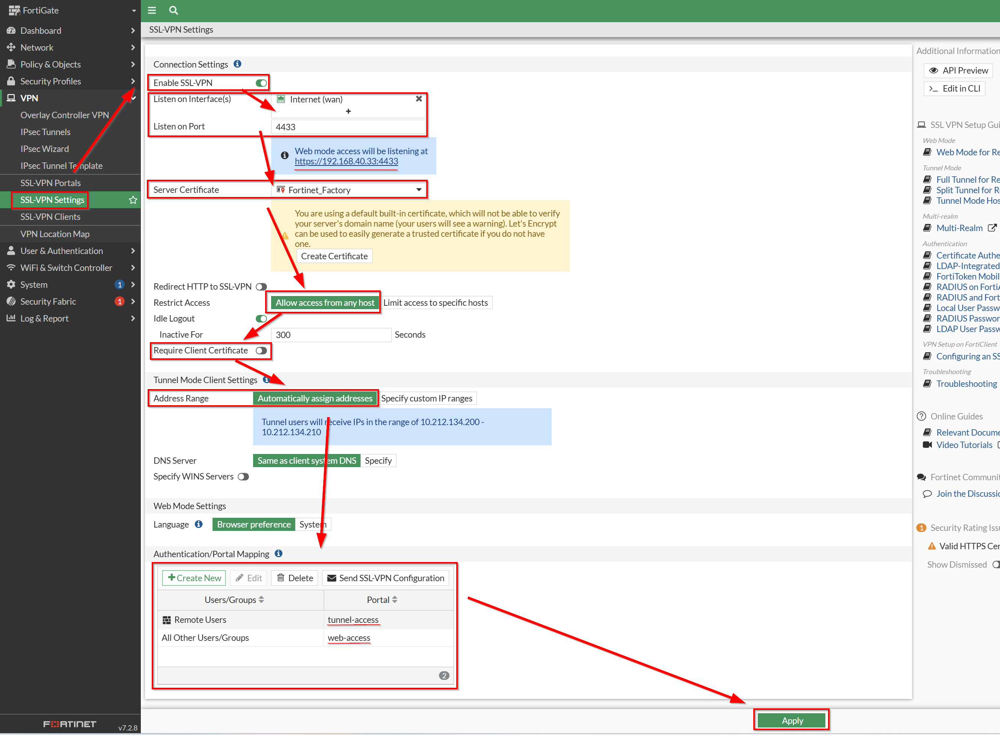 FortiGate
Dashboard
Network
Policy & Objects
Security Profiles
VPN
Overlay Controller VPN
IPsec Tunnels
IPsec Wizard
IPsec Tunnel Template
SSL-VPN Portals
SSL-VPN Settings
SSL-VPN Clients
VPN Location Map
User & Authentication
WiFi & Switch Controller
System 1
Security Fabric 1
Log & Report
FORTINET v7.2.8
SSL-VPN Settings
Connection Settings
Enable SSL-VPN
Listen on Interface(s) Internet (wan)
+
Listen on Port 4433
Web mode access will be listening at
https://192.168.40.33:4433
Server Certificate Fortinet_Factory
You are using a default built-in certificate, which will not be able to verify
your server's domain name (your users will see a warning). Let's Encrypt
can be used to easily generate a trusted certificate if you do not have
one.
Create Certificate
Redirect HTTP to SSL-VPN
Restrict Access Allow access from any host Limit access to specific hosts
Idle Logout
Inactive For 300 Seconds
Require Client Certificate
Tunnel Mode Client Settings
Address Range Automatically assign addresses Specify custom IP ranges
Tunnel users will receive IPs in the range of 10.212.134.200 -
10.212.134.210
DNS Server Same as client system DNS Specify
Specify WINS Servers
Web Mode Settings
Language Browser preference System
Authentication/Portal Mapping
Create New Edit Delete Send SSL-VPN Configuration
Users/Groups Portal
Remote Users tunnel-access
All Other Users/Groups web-access
2
Apply
Additional Information
API Preview
>_ Edit in CLI
SSL VPN Setup Gui
Web Mode
Web Mode for Re
Tunnel Mode
Full Tunnel for Re
Split Tunnel for R
Tunnel Mode Hos
Multi-realm
Multi-Realm
Authentication
Certificate Authe
LDAP-Integrated
FortiToken Mobil
RADIUS on FortiA
RADIUS and Fort
Local User Passw
RADIUS Passwor
LDAP User Passw
VPN Setup on FortiClient
Configuring an SS
Troubleshooting
Troubleshooting
Online Guides
Relevant Docume
Video Tutorials
Fortinet Communit
Join the Discussio
1 Security Rating Issu
Valid HTTPS Cer
Show Dismissed